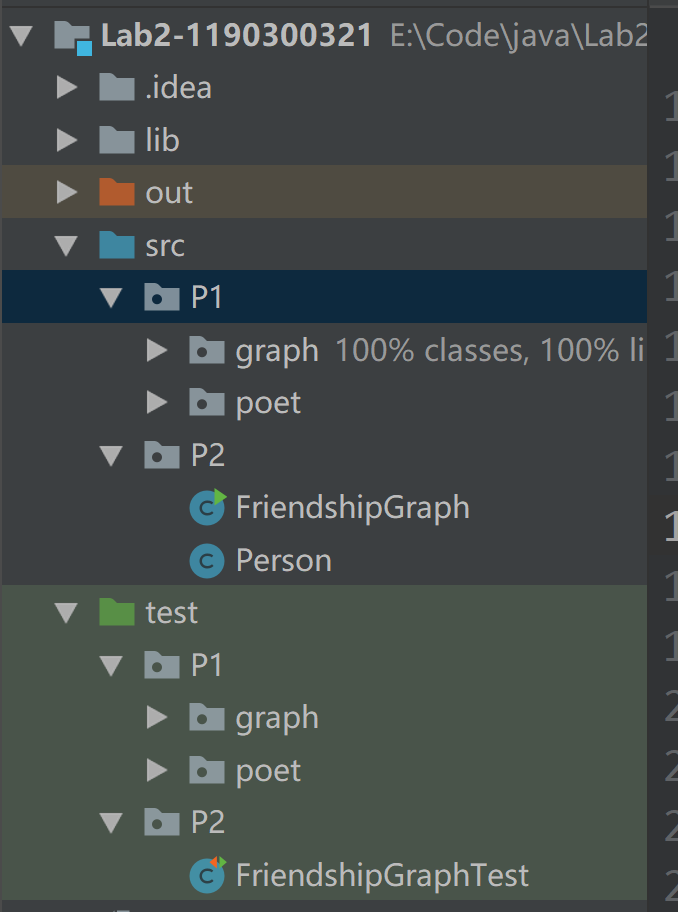 Lab2-1190300321 E:\Code\java\Lab2
.idea
lib
out
src
P1
graph 100% classes, 100% li
poet
P2
FriendshipGraph
Person
test
P1
graph
poet
P2
FriendshipGraphTest